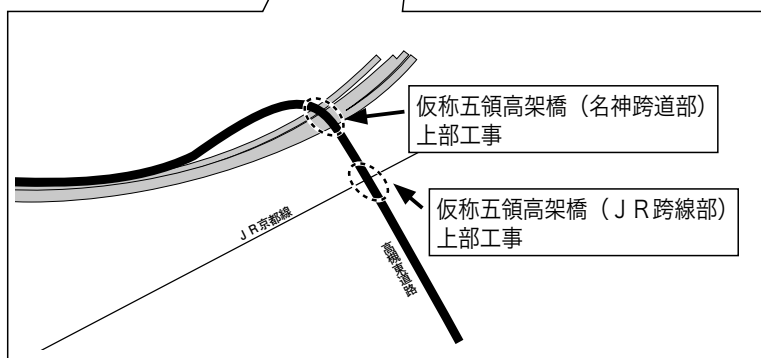 仮称五領高架橋（名神跨道部）
上部工事
仮称五領高架橋（ＪＲ跨線部）
上部工事
ＪＲ京都線
高槻東道路